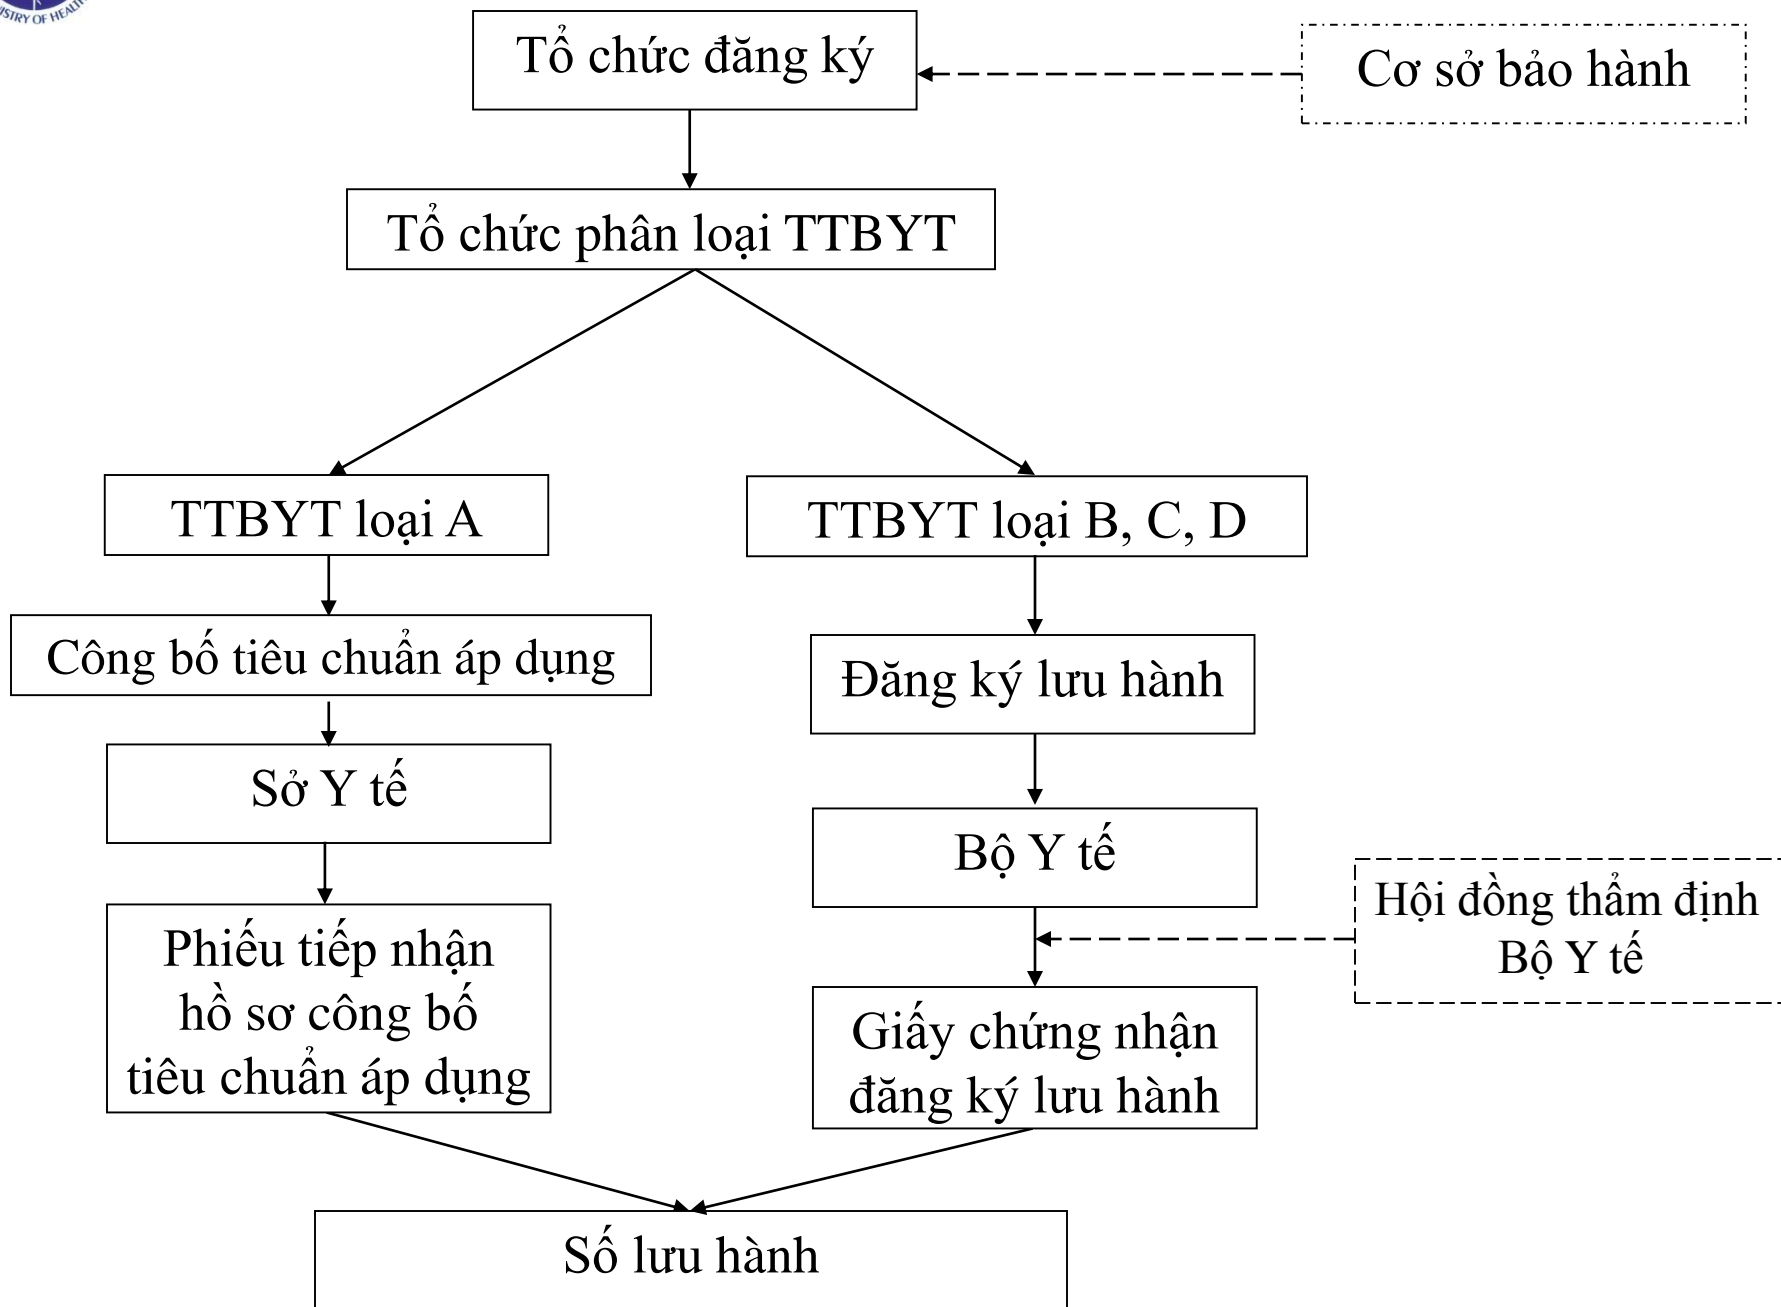 ISTRY OF HEALTH
Tổ chức đăng ký
Cơ sở bảo hành
Tổ chức phân loại TTBYT
TTBYT loại A
TTBYT loại B, C, D
Công bố tiêu chuẩn áp dụng
Đăng ký lưu hành
Sở Y tế
Bộ Y tế
Hội đồng thẩm định
Bộ Y tế
Phiếu tiếp nhận
hồ sơ công bố
tiêu chuẩn áp dụng
Giấy chứng nhận
đăng ký lưu hành
Số lưu hành